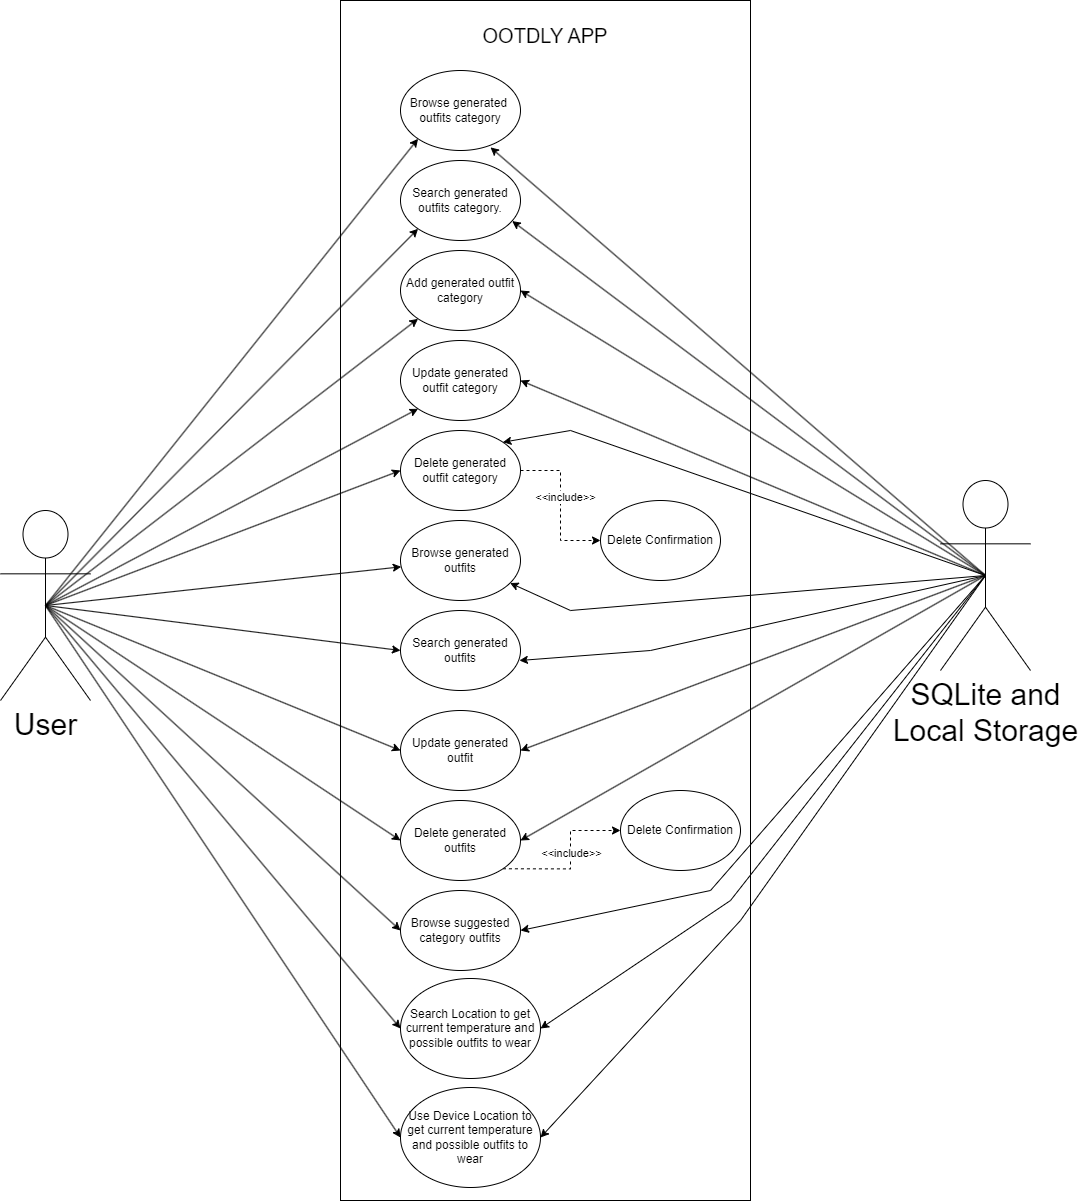 OOTDLY APP
Browse generated
outfits category
Search generated
outfits category.
Add generated outfit
category
Update generated
outfit category
Delete generated
outfit category
<<include>>
Delete Confirmation
Browse generated
outfits
Search generated
outfits
User
SQLite and
Local Storage
Update generated
outfit
Delete generated
outfits
<<include>>
Delete Confirmation
Browse suggested
category outfits
Search Location to get
current temperature and
possible outfits to wear
Use Device Location to
get current temperature
and possible outfits to
wear